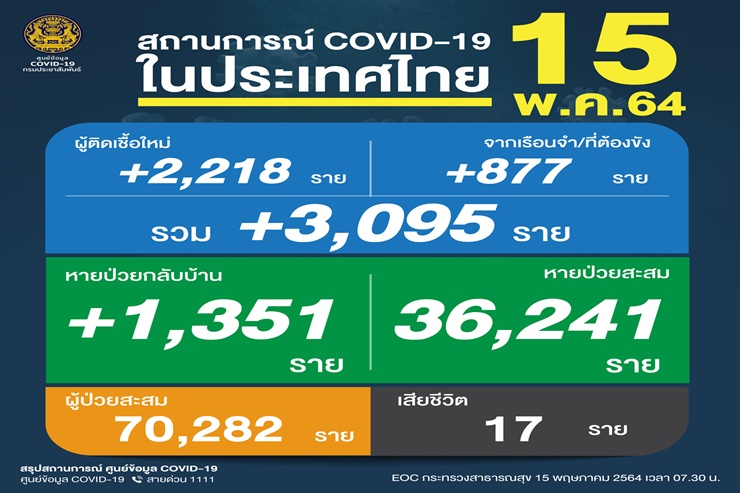 ศูนย์ข้อมูล
COVID-19
กรมประชาสัมพันธ์
สถานการณ์ COVID-19
ในประเทศไทย
15
พ.ค.64
ผู้ติดเชื้อใหม่
+2,218 ราย
จากเรือนจำ/ที่ต้องขัง
+877 ราย
รวม +3,095 ราย
หายป่วยกลับบ้าน
+1,351
ราย
หายป่วยสะสม
36,241
ราย
ผู้ป่วยสะสม
70,282 ราย
เสียชีวิต
17 ราย
สรุปสถานการณ์ ศูนย์ข้อมูล COVID-19
ศูนย์ข้อมูล COVID-19 สายด่วน 1111
EOC กระทรวงสาธารณสุข 15 พฤษภาคม 2564 เวลา 07.30 น.